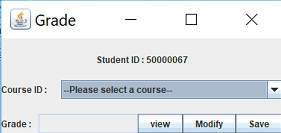 Grade
Student ID : 50000067
Course ID : --Please select a course--
Grade : view Modify Save